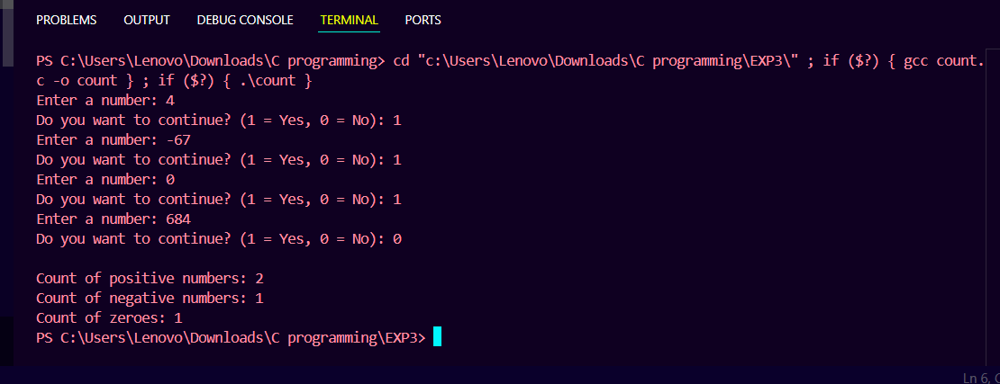 PROBLEMS OUTPUT DEBUG CONSOLE TERMINAL PORTS
PS C:\Users\Lenovo\Downloads\C programming> cd "c:\Users\Lenovo\Downloads\C programming\EXP3\" ; if ($?) { gcc count.
c -o count } ; if ($?) { .\count }
Enter a number: 4
Do you want to continue? (1 = Yes, 0 = No): 1
Enter a number: -67
Do you want to continue? (1 = Yes, 0 = No): 1
Enter a number: 0
Do you want to continue? (1 = Yes, 0 = No): 1
Enter a number: 684
Do you want to continue? (1 = Yes, 0 = No): 0
Count of positive numbers: 2
Count of negative numbers: 1
Count of zeroes: 1
PS C:\Users\Lenovo\Downloads\C programming\EXP3>
Ln 6,